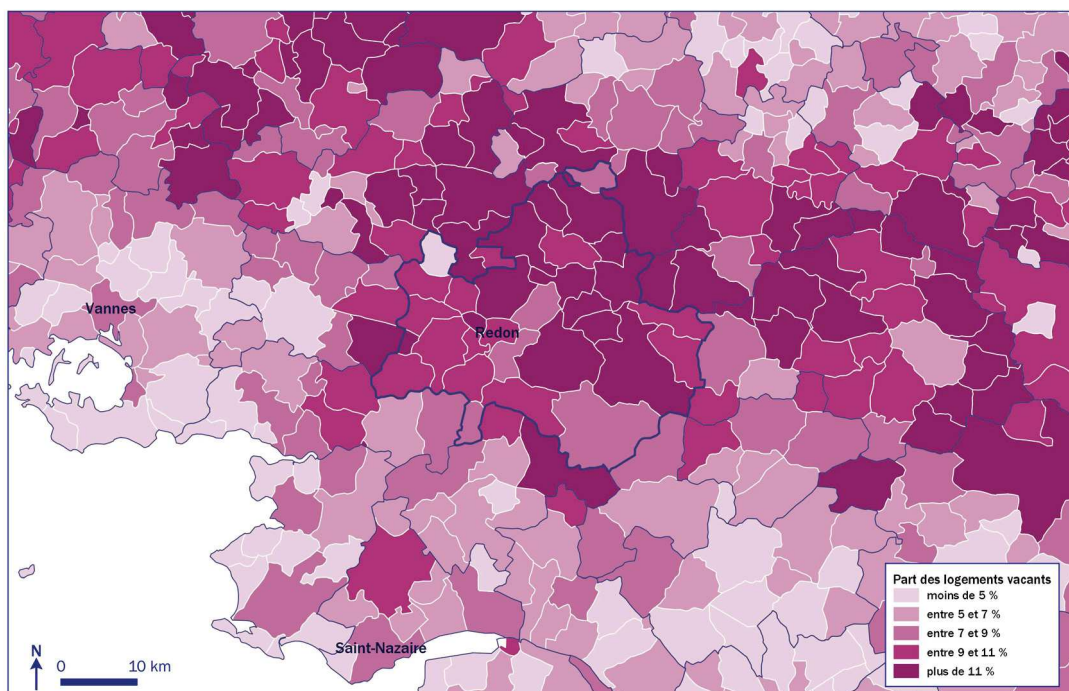 Vannes
Redon
Saint-Nazaire
N
0 10 km
Part des logements vacants
moins de 5 %
entre 5 et 7 %
entre 7 et 9 %
entre 9 et 11 %
plus de 11 %